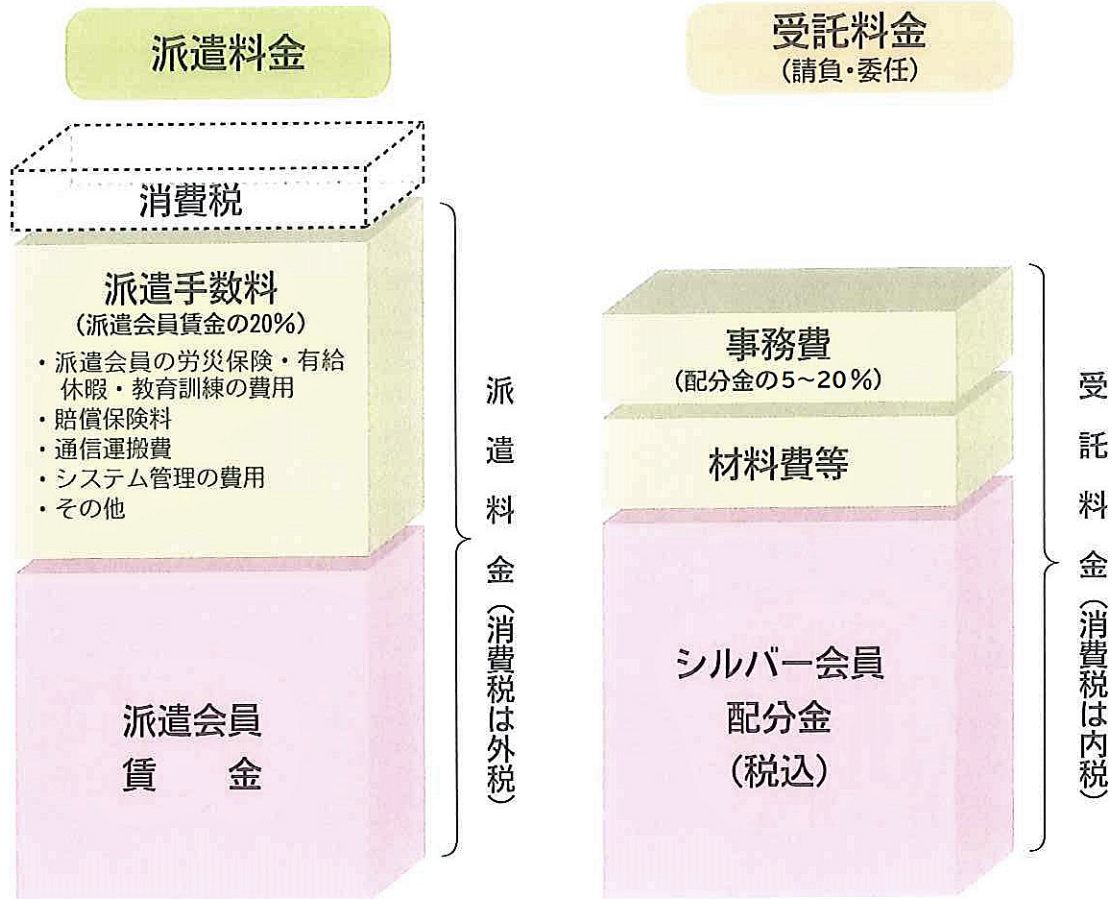 派遣料金
消費税
派遣手数料
(派遣会員賃金の20%)
・派遣会員の労災保険・有給
休暇・教育訓練の費用
・賠償保険料
・通信運搬費
・システム管理の費用
・その他
派遣会員
賃　金
派遣料金(消費税は外税)
受託料金
(請負・委任)
事務費
(配分金の5~20%)
材料費等
シルバー会員
配分金
(税込)
受託料金(消費税は内税)